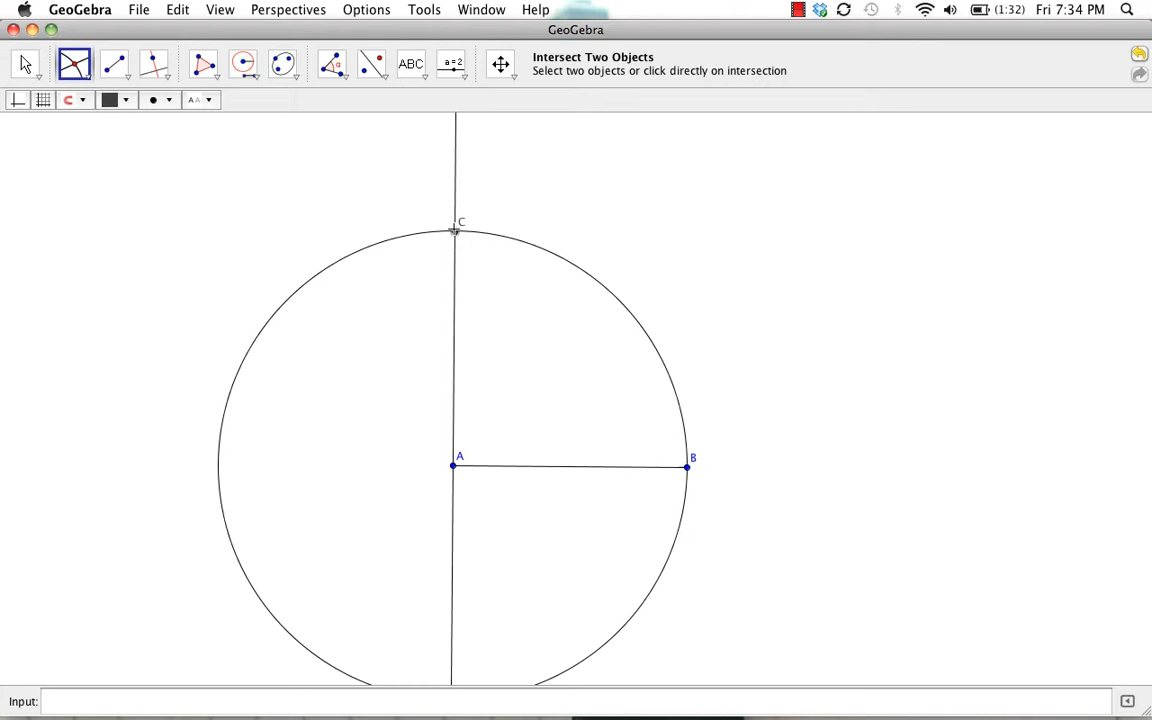 GeoGebra File Edit View Perspectives Options Tools Window Help (1:32) Fri 7:34 PM
GeoGebra
ABC a=2
Intersect Two Objects
Select two objects or click directly on intersection
AA
C
A
B
Input: